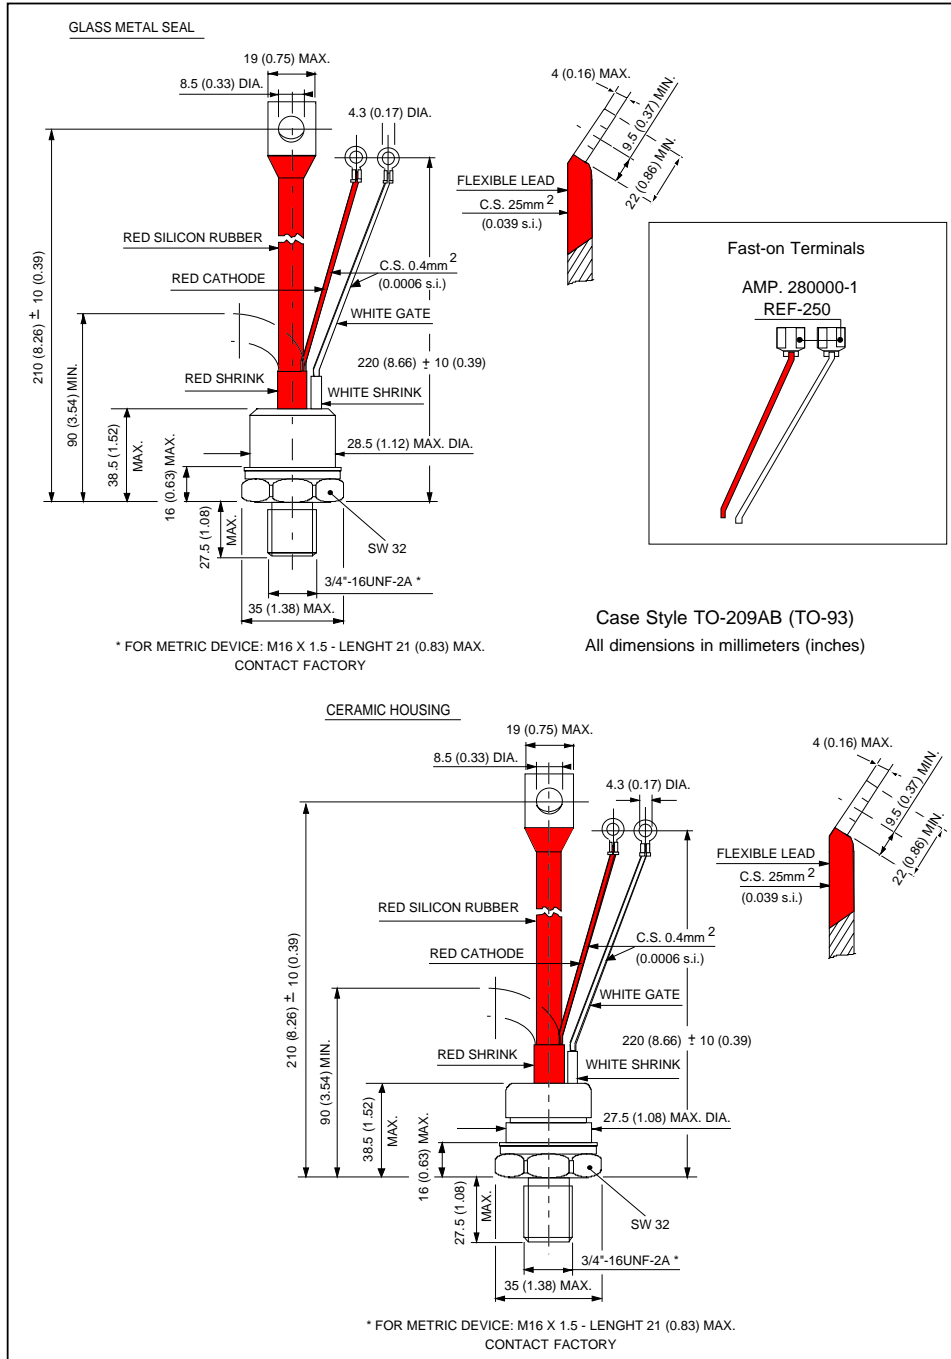 GLASS METAL SEAL
19 (0.75) MAX.
8.5 (0.33) DIA.
4.3 (0.17) DIA.
4 (0.16) MAX.
9.5 (0.37) MIN.
22 (0.86) MIN.
FLEXIBLE LEAD
C.S. 25mm 2
(0.039 s.i.)
RED SILICON RUBBER
C.S. 0.4mm 2
(0.0006 s.i.)
RED CATHODE
WHITE GATE
220 (8.66) ± 10 (0.39)
RED SHRINK
WHITE SHRINK
210 (8.26) ± 10 (0.39)
90 (3.54) MIN.
38.5 (1.52)
MAX.
16 (0.63) MAX.
28.5 (1.12) MAX. DIA.
27.5 (1.08)
MAX.
SW 32
3/4"-16UNF-2A *
35 (1.38) MAX.
* FOR METRIC DEVICE: M16 X 1.5 - LENGHT 21 (0.83) MAX.
CONTACT FACTORY
Fast-on Terminals
AMP. 280000-1
REF-250
Case Style TO-209AB (TO-93)
All dimensions in millimeters (inches)
CERAMIC HOUSING
19 (0.75) MAX.
8.5 (0.33) DIA.
4.3 (0.17) DIA.
4 (0.16) MAX.
9.5 (0.37) MIN.
22 (0.86) MIN.
FLEXIBLE LEAD
C.S. 25mm 2
(0.039 s.i.)
RED SILICON RUBBER
C.S. 0.4mm 2
(0.0006 s.i.)
RED CATHODE
WHITE GATE
220 (8.66) ± 10 (0.39)
RED SHRINK
WHITE SHRINK
210 (8.26) ± 10 (0.39)
90 (3.54) MIN.
38.5 (1.52)
MAX.
16 (0.63) MAX.
27.5 (1.08) MAX. DIA.
27.5 (1.08)
MAX.
SW 32
3/4"-16UNF-2A *
35 (1.38) MAX.
* FOR METRIC DEVICE: M16 X 1.5 - LENGHT 21 (0.83) MAX.
CONTACT FACTORY